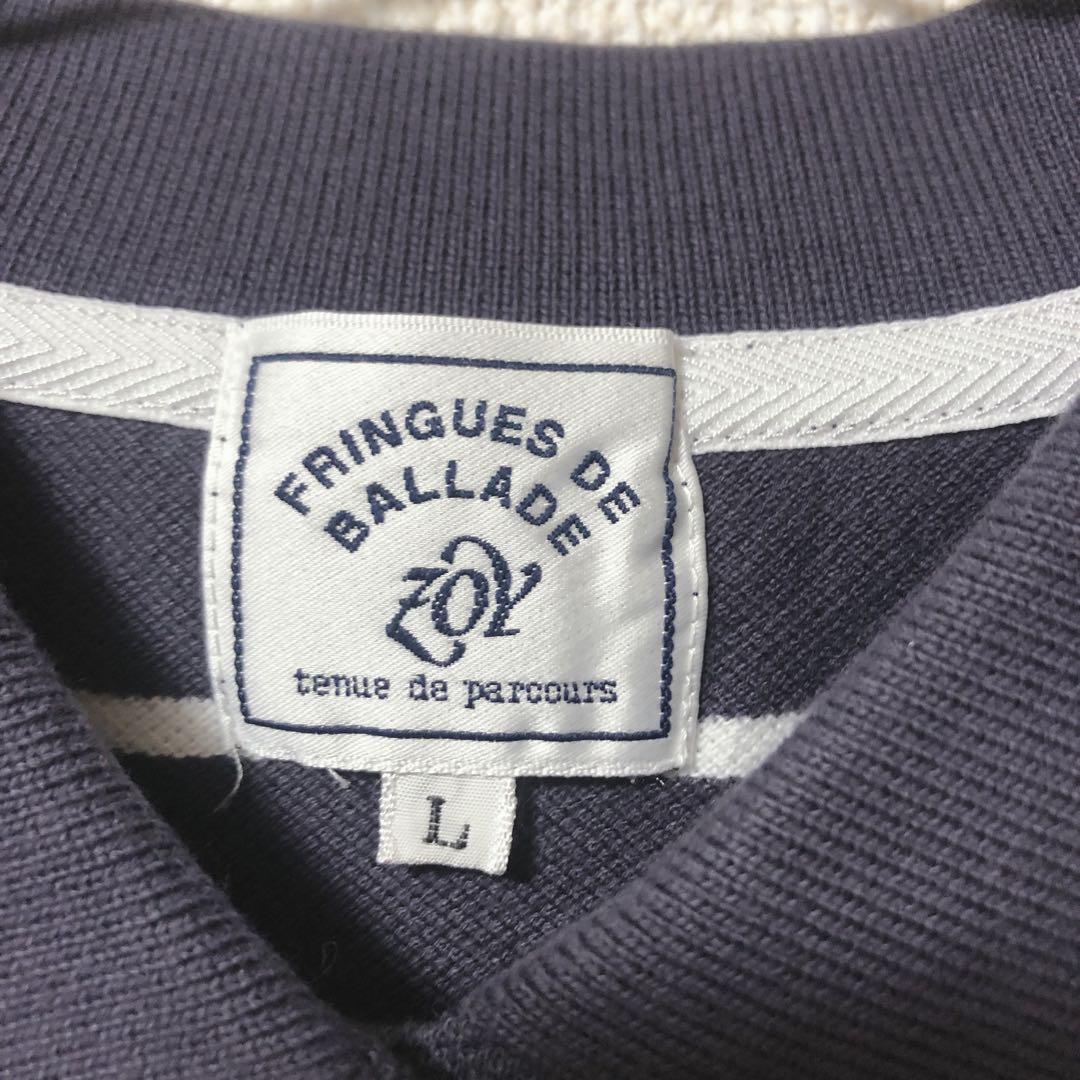 FRINGUES DE
BALLADE
ZOY
tenue de parcours
L